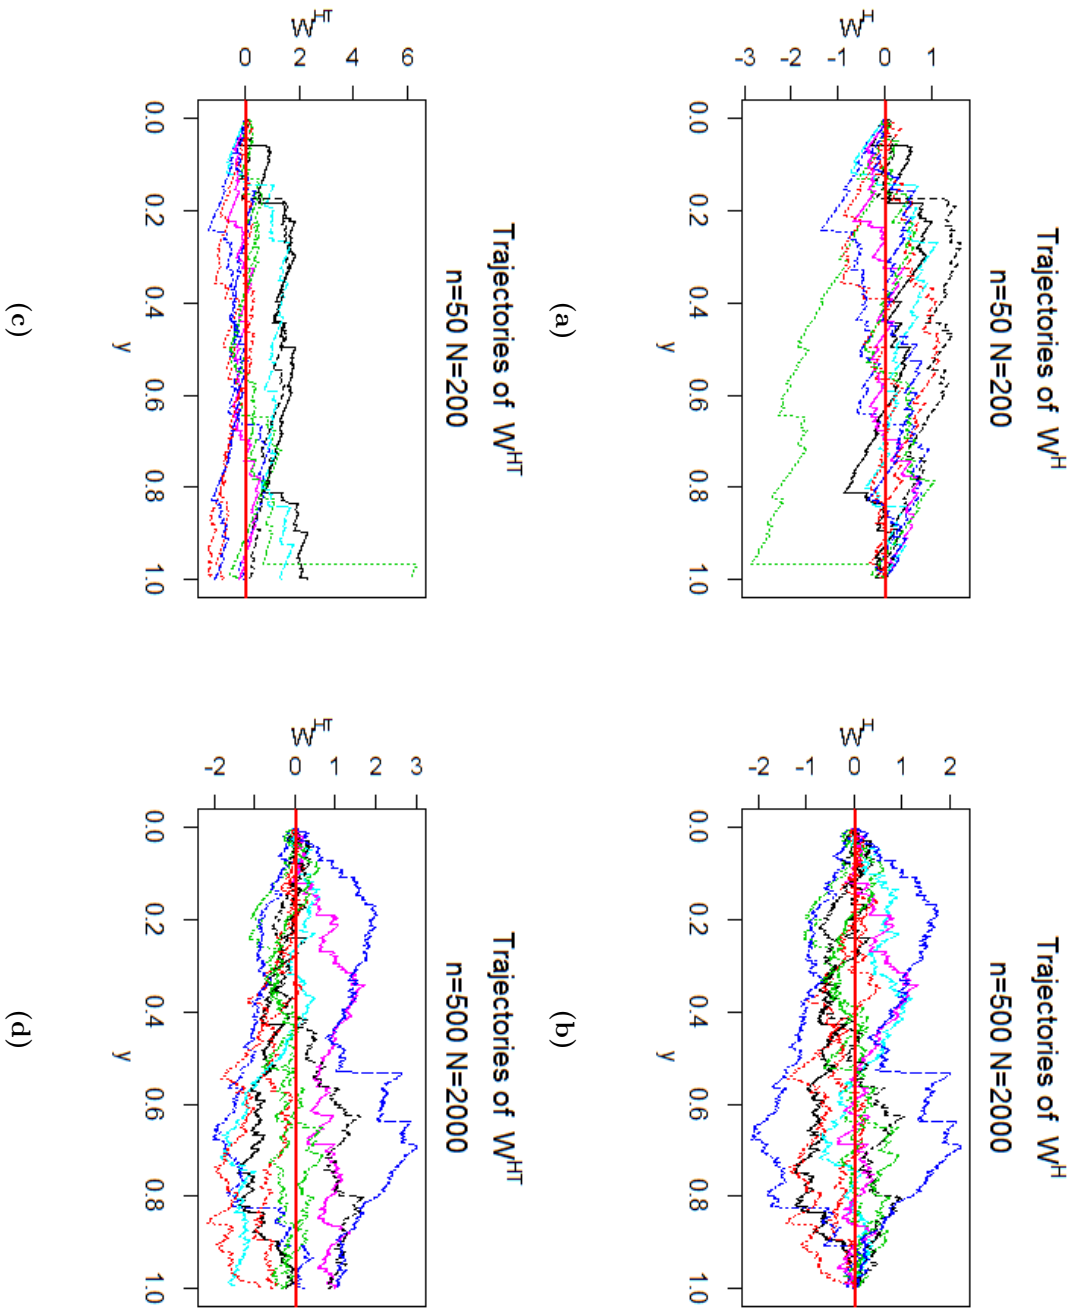 Trajectories of W^H
n=50 N=200
W^H
-3 -2 -1 0 1
0.0 0.2 0.4 0.6 0.8 1.0
y
(a)
Trajectories of W^H
n=500 N=2000
W^H
-2 -1 0 1 2
0.0 0.2 0.4 0.6 0.8 1.0
y
(b)
Trajectories of W^HT
n=50 N=200
W^HT
0 2 4 6
0.0 0.2 0.4 0.6 0.8 1.0
y
(c)
Trajectories of W^HT
n=500 N=2000
W^HT
-2 0 1 2 3
0.0 0.2 0.4 0.6 0.8 1.0
y
(d)